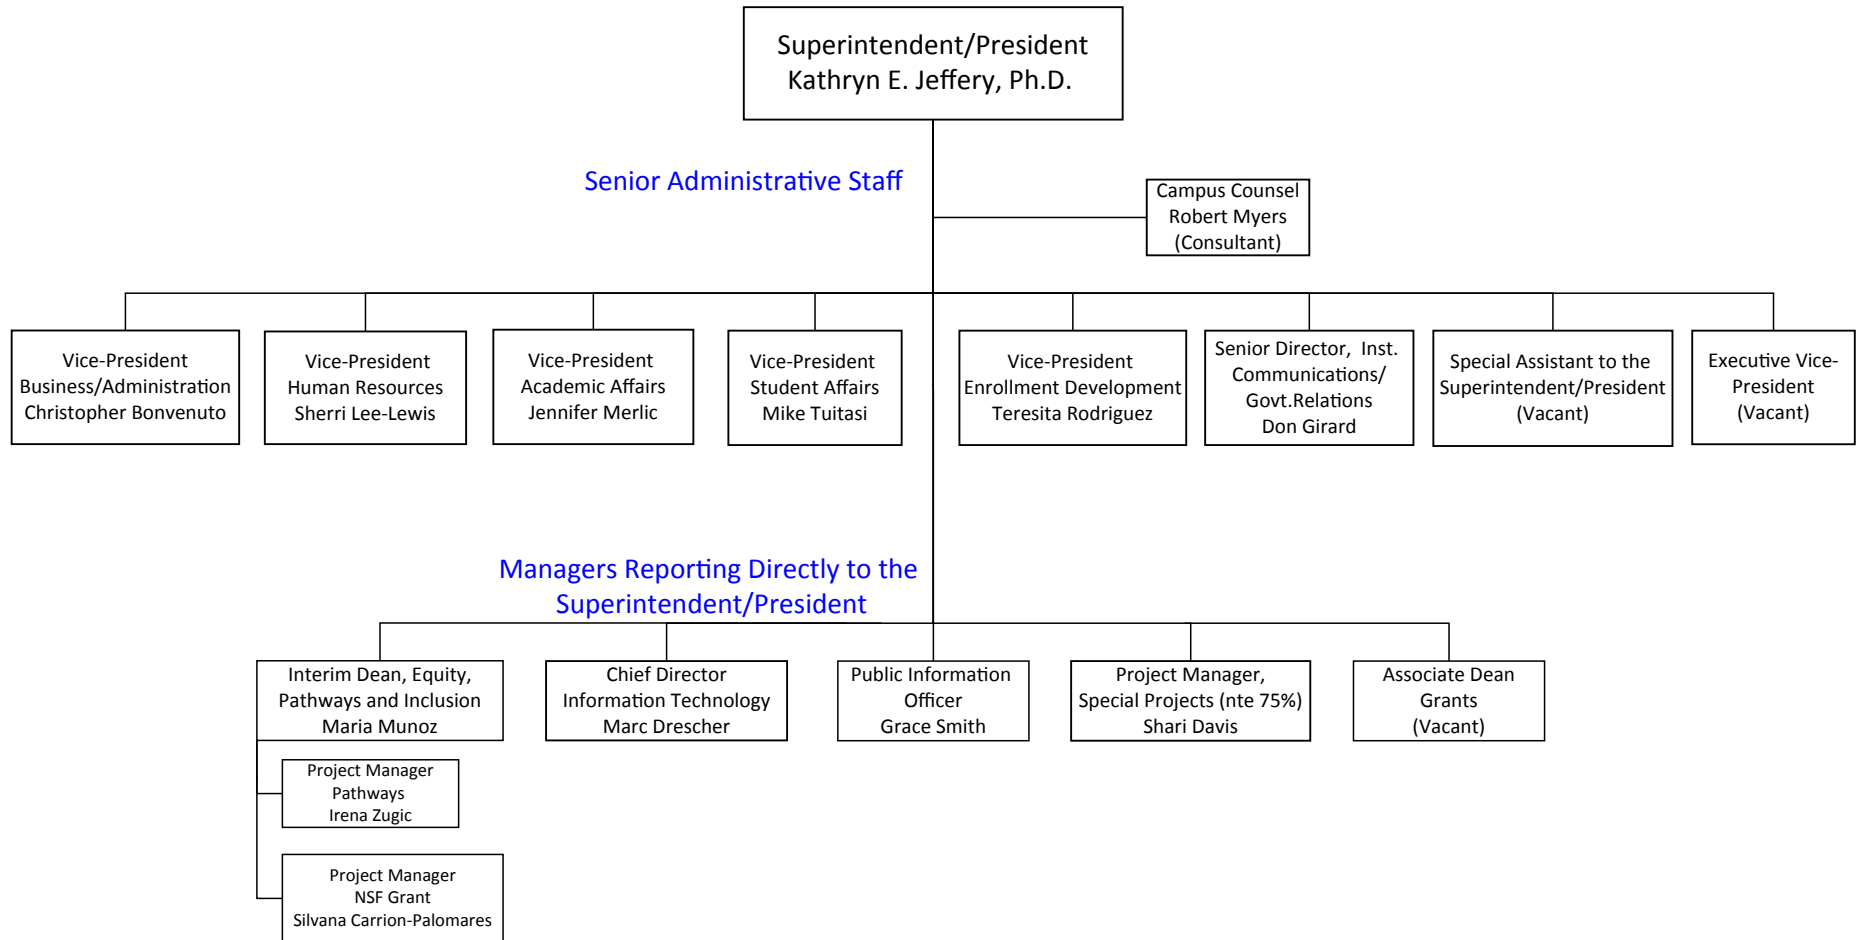 Superintendent/President
Kathryn E. Jeffery, Ph.D.
Senior Administrative Staff
Campus Counsel
Robert Myers
(Consultant)
Vice-President
Business/Administration
Christopher Bonvenuto
Vice-President
Human Resources
Sherri Lee-Lewis
Vice-President
Academic Affairs
Jennifer Merlic
Vice-President
Student Affairs
Mike Tuitasi
Vice-President
Enrollment Development
Teresita Rodriguez
Senior Director, Inst.
Communications/
Govt.Relations
Don Girard
Special Assistant to the
Superintendent/President
(Vacant)
Executive Vice-
President
(Vacant)
Managers Reporting Directly to the
Superintendent/President
Interim Dean, Equity,
Pathways and Inclusion
Maria Munoz
Chief Director
Information Technology
Marc Drescher
Public Information
Officer
Grace Smith
Project Manager,
Special Projects (nte 75%)
Shari Davis
Associate Dean
Grants
(Vacant)
Project Manager
Pathways
Irena Zugic
Project Manager
NSF Grant
Silvana Carrion-Palomares